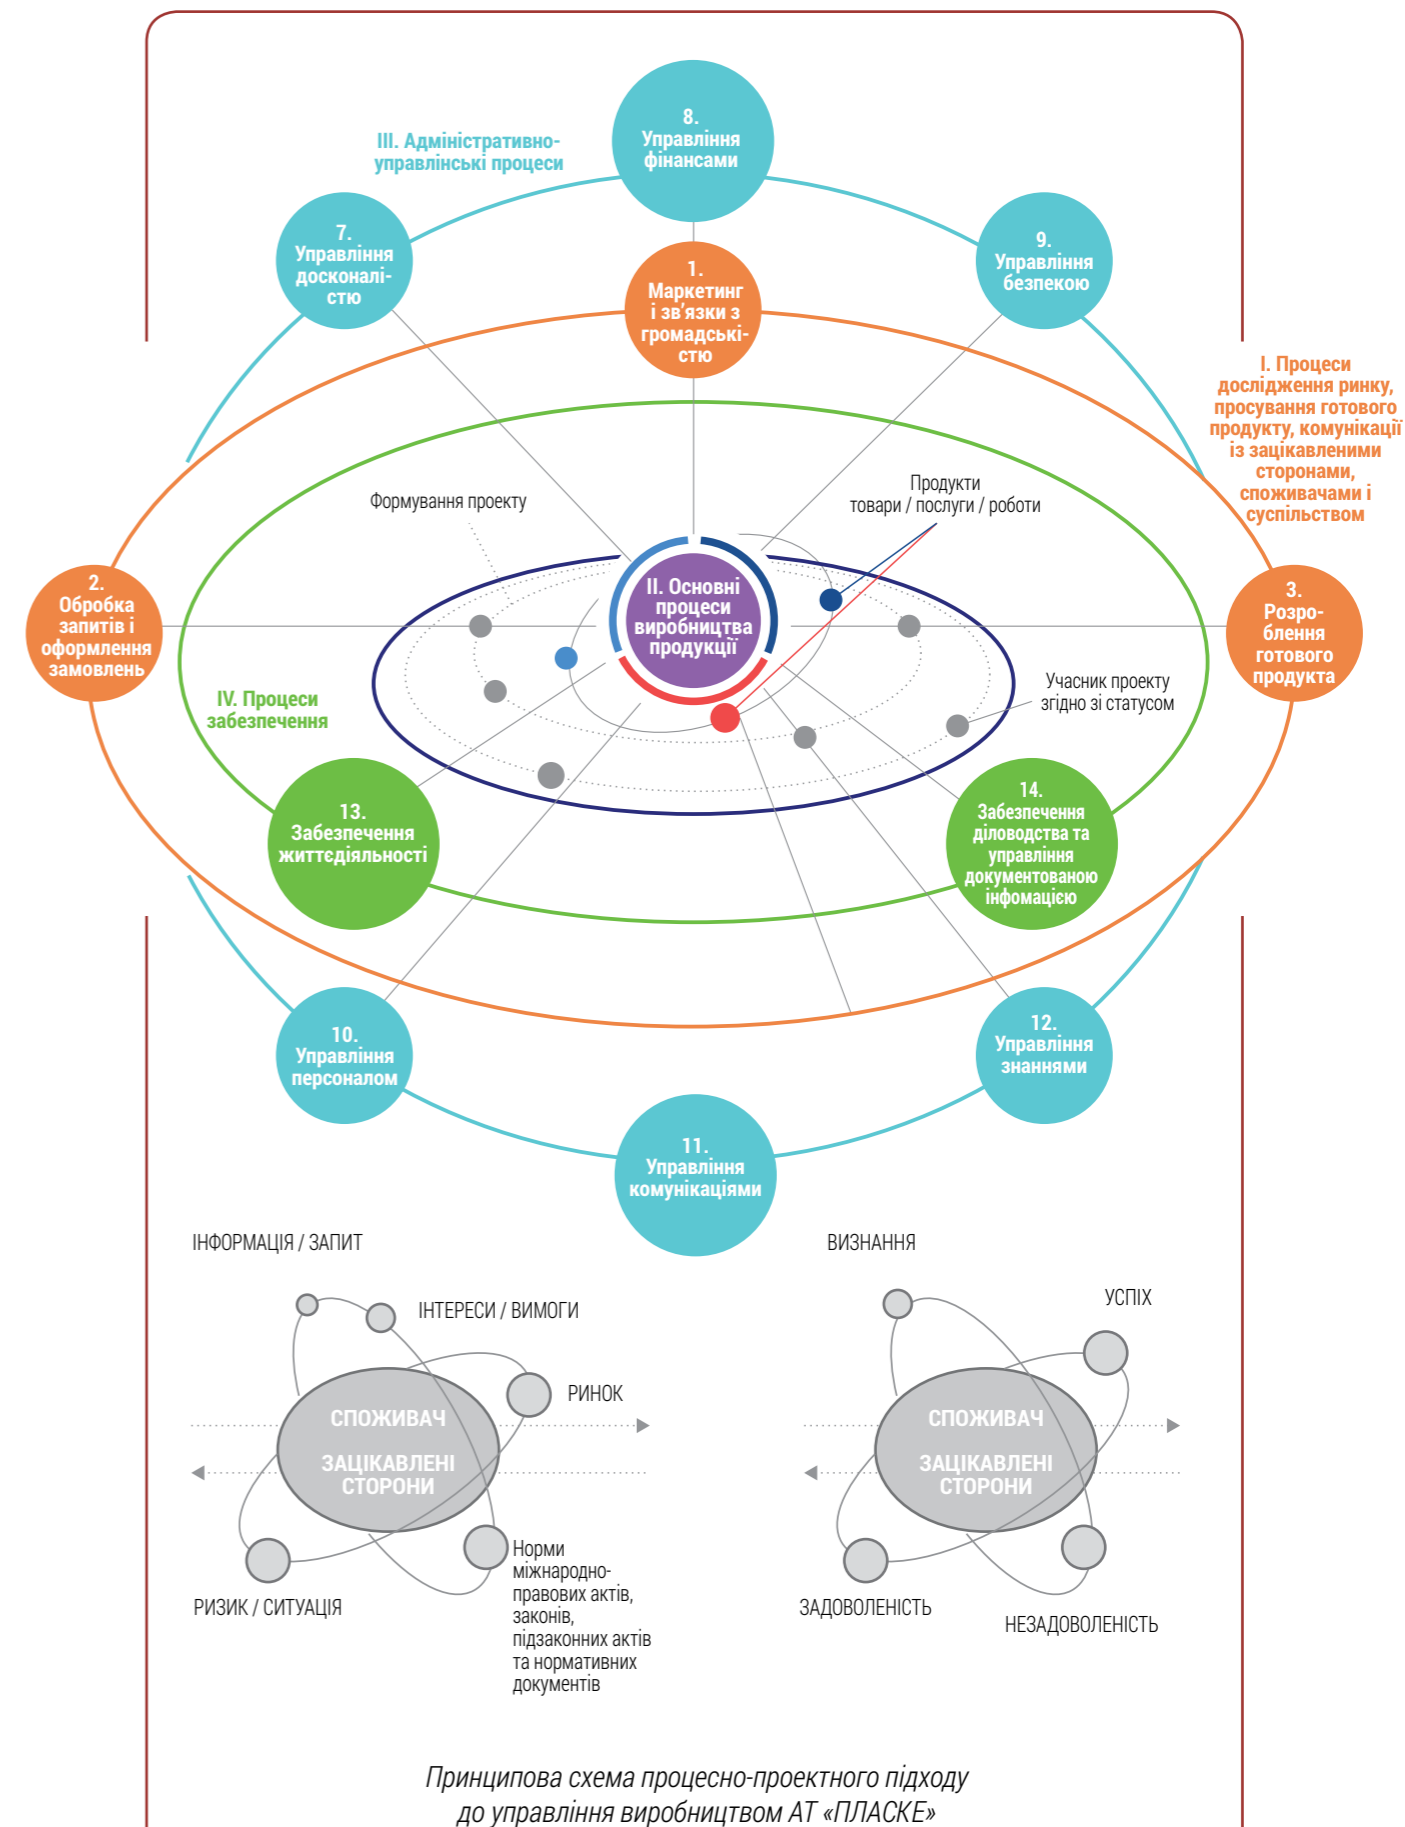 8.
Управління
фінансами
III. Адміністративно-
управлінські процеси
7.
Управління
досконалі-
стю
9.
Управління
безпекою
1.
Маркетинг
і зв’язки з
громадські-
стю
I. Процеси
дослідження ринку,
просування готового
продукту, комунікації
із зацікавленими
сторонами,
споживачами і
суспільством
Формування проекту
Продукти
товари / послуги / роботи
2.
Обробка
запитів і
оформлення
замовлень
II. Основні
процеси
виробництва
продукції
3.
Розро-
блення
готового
продукта
IV. Процеси
забезпечення
Учасник проекту
згідно зі статусом
13.
Забезпечення
життєдіяльності
14.
Забезпечення
діловодства та
управління
документованою
інфомацією
10.
Управління
персоналом
12.
Управління
знаннями
11.
Управління
комунікаціями
ІНФОРМАЦІЯ / ЗАПИТ
ІНТЕРЕСИ / ВИМОГИ
РИНОК
СПОЖИВАЧ
ЗАЦІКАВЛЕНІ
СТОРОНИ
РИЗИК / СИТУАЦІЯ
Норми
міжнародно-
правових актів,
законів,
підзаконних актів
та нормативних
документів
ВИЗНАННЯ
УСПІХ
СПОЖИВАЧ
ЗАЦІКАВЛЕНІ
СТОРОНИ
ЗАДОВОЛЕНІСТЬ
НЕЗАДОВОЛЕНІСТЬ
Принципова схема процесно-проектного підходу
до управління виробництвом АТ «ПЛАСКЕ»